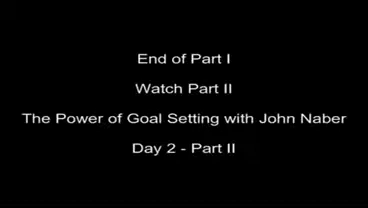 End of Part I
Watch Part II
The Power of Goal Setting with John Naber
Day 2 - Part II